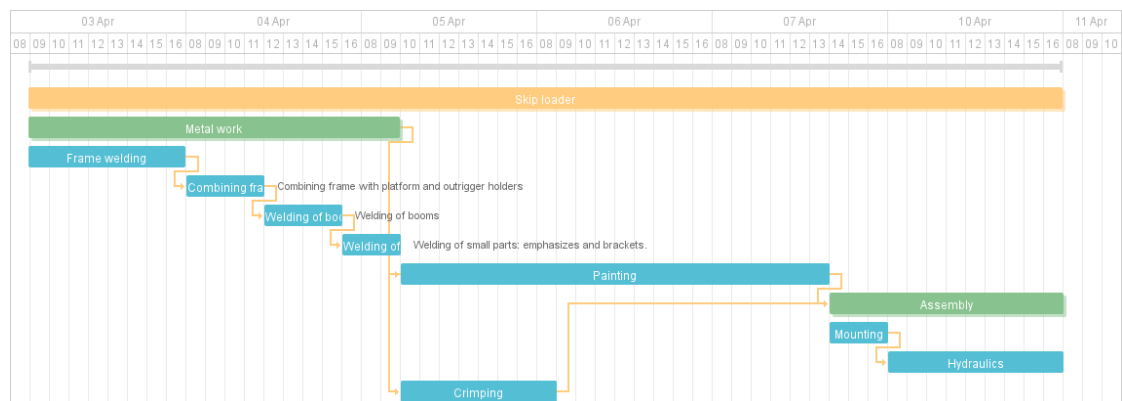 03 Apr 04 Apr 05 Apr 06 Apr 07 Apr 10 Apr 11 Apr
08 09 10 11 12 13 14 15 16 08 09 10 11 12 13 14 15 16 08 09 10 11 12 13 14 15 16 08 09 10 11 12 13 14 15 16 08 09 10 11 12 13 14 15 16 08 09 10 11 12 13 14 15 16 08 09 10
Skip loader
Metal work
Frame welding
Combining fra Combining frame with platform and outrigger holders
Welding of boo Welding of booms
Welding of Welding of small parts: emphasizes and brackets.
Painting
Assembly
Mounting
Hydraulics
Crimping